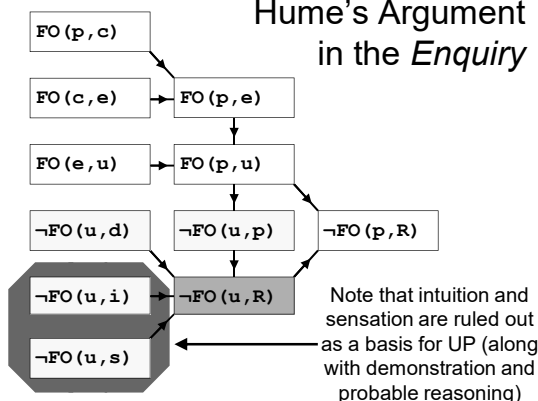 Hume's Argument
in the Enquiry
FO(p,c)
FO(c,e)
FO(p,e)
FO(e,u)
FO(p,u)
¬FO(u,d)
¬FO(u,p)
¬FO(p,R)
¬FO(u,i)
¬FO(u,R)
¬FO(u,s)
Note that intuition and
sensation are ruled out
as a basis for UP (along
with demonstration and
probable reasoning)